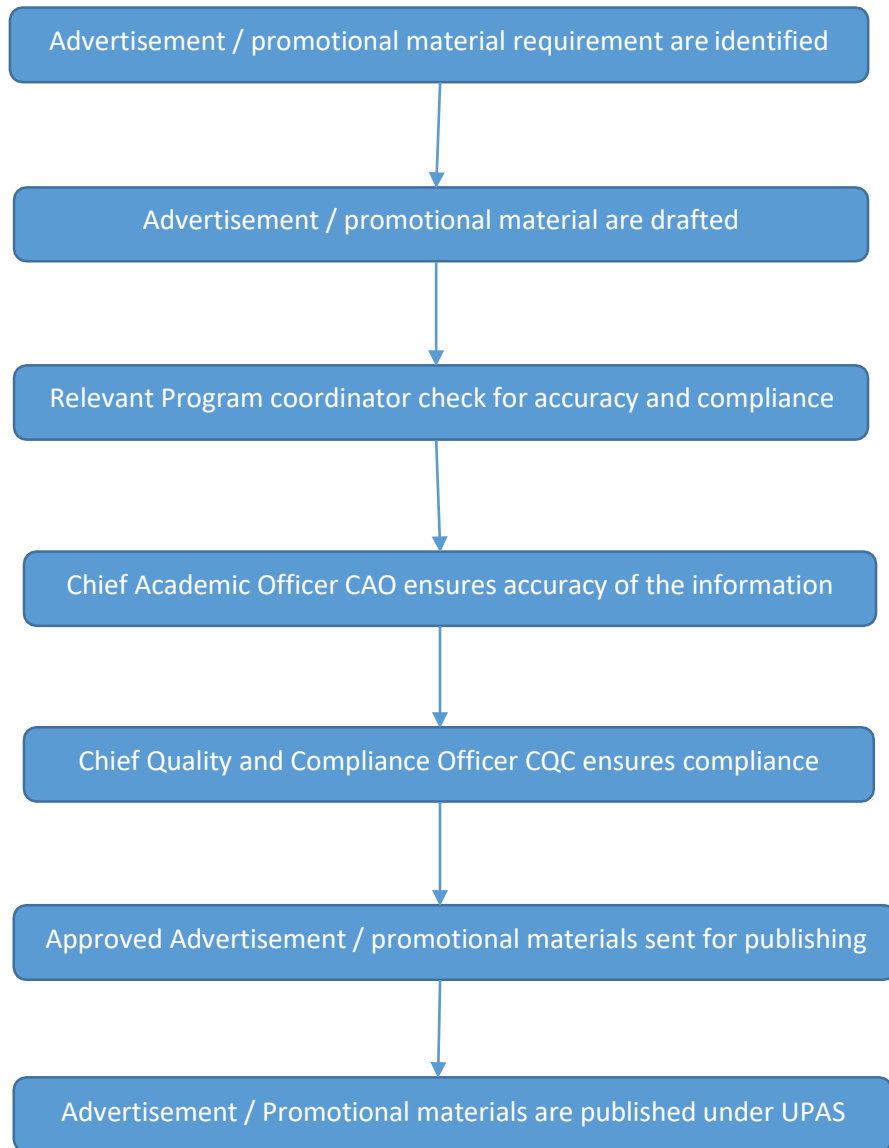 Advertisement / promotional material requirement are identified
Advertisement / promotional material are drafted
Relevant Program coordinator check for accuracy and compliance
Chief Academic Officer CAO ensures accuracy of the information
Chief Quality and Compliance Officer CQC ensures compliance
Approved Advertisement / promotional materials sent for publishing
Advertisement / Promotional materials are published under UPAS